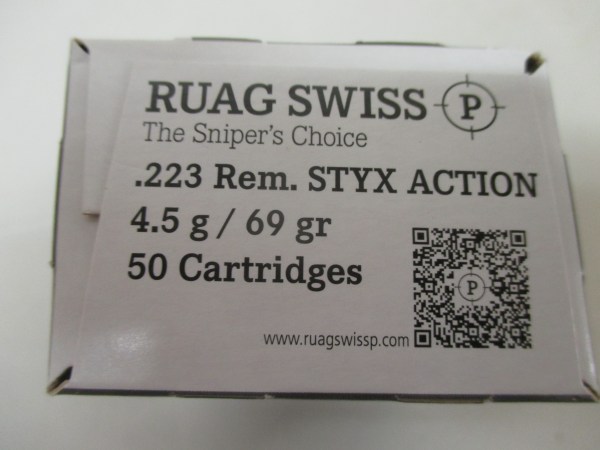 RUAG SWISS P
The Sniper's Choice
.223 Rem. STYX ACTION
4.5 g / 69 gr
50 Cartridges
P
www.ruagswissp.com